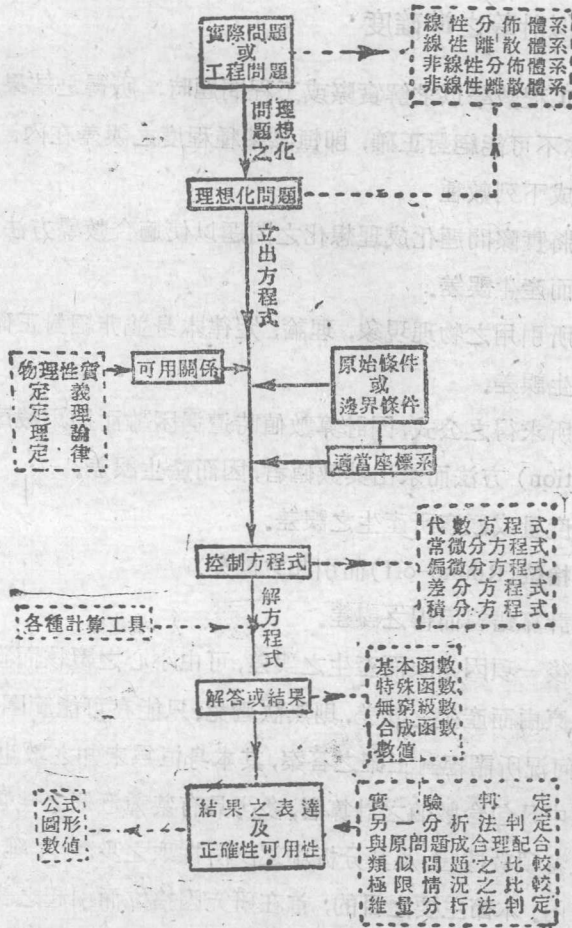 實際問題
或
工程問題
線性分離佈散體系
線性分佈體系
非線性分離體系
非線性分佈體系
問題之
理想化
理想化問題
立出方程式
物理性質
定義
定理
理論
定律
可用關係
原始條件
或
邊界條件
適當座標系
控制方程式
代數方程式
常微分方程式
偏微分方程式
差分方程式
積分方程式
各種計算工具
解方程式
解答或結果
基本函數
特殊函數
無窮級數
合成函數
數值
公式
圖形
數值
結果之表達
及
正確性可用性
實驗判定
另分析法判定
與原問題合理配合
類似問題之比較
極限情況之比較
因量分析法判定